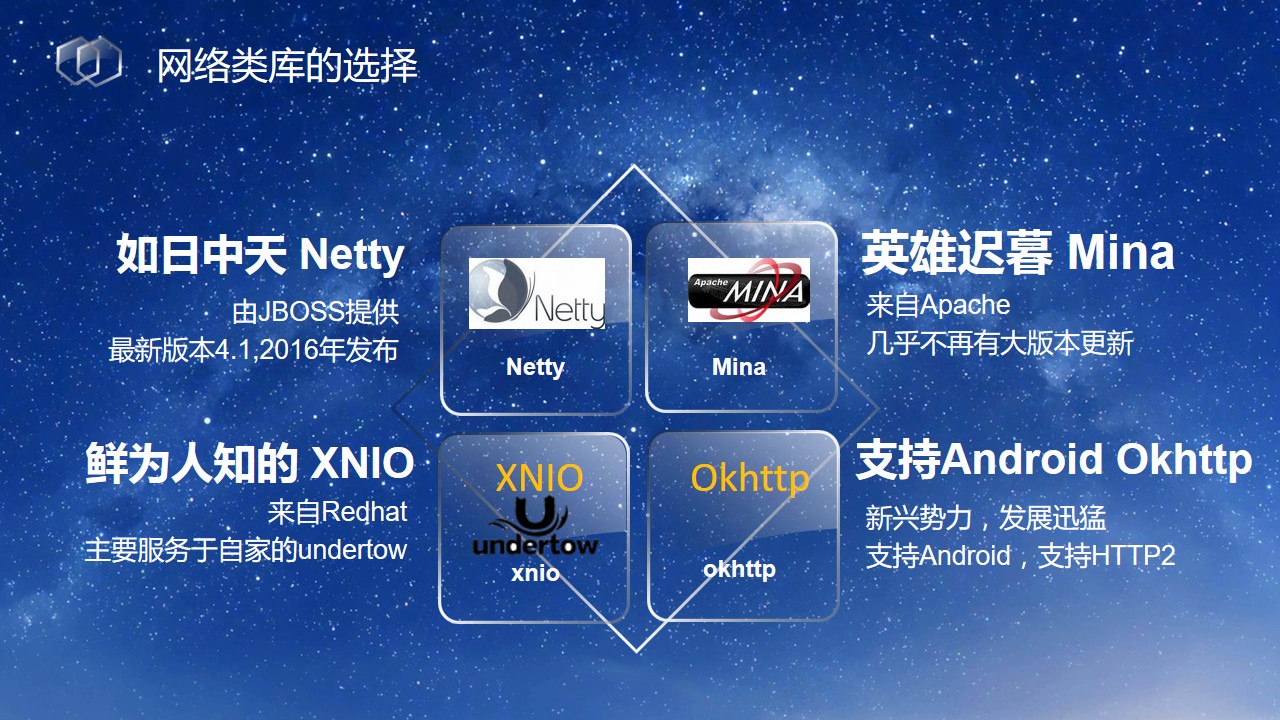 网络类库的选择
如日中天 Netty
由JBOSS提供
最新版本4.1,2016年发布
Netty
Netty
Apache
MINA
Mina
英雄迟暮 Mina
来自Apache
几乎不再有大版本更新
鲜为人知的 XNIO
来自Redhat
主要服务于自家的undertow
XNIO
undertow
xnio
Okhttp
okhttp
支持Android Okhttp
新兴势力，发展迅猛
支持Android，支持HTTP2